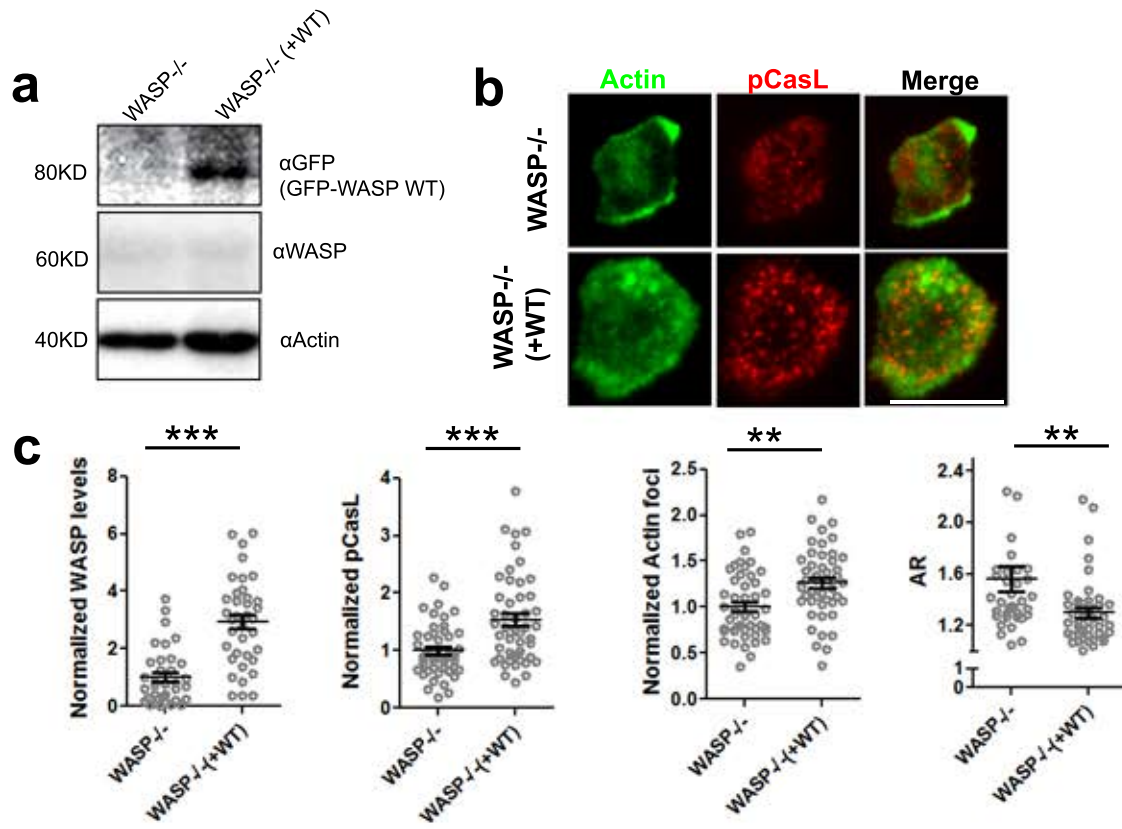 a
WASP-/-
WASP-/- (+WT)
80KD
αGFP
(GFP-WASP WT)
60KD
αWASP
40KD
αActin
b
Actin
pCasL
Merge
WASP-/-
WASP-/-
(+WT)
c
***
Normalized WASP levels
8
6
4
2
0
WASP-/-
WASP-/-(+WT)
***
Normalized pCasL
4
3
2
1
0
WASP-/-
WASP-/-(+WT)
**
Normalized Actin foci
2.5
2.0
1.5
1.0
0.5
0.0
WASP-/-
WASP-/-(+WT)
**
AR
2.4
2.0
1.6
1.2
1
0
WASP-/-
WASP-/-(+WT)